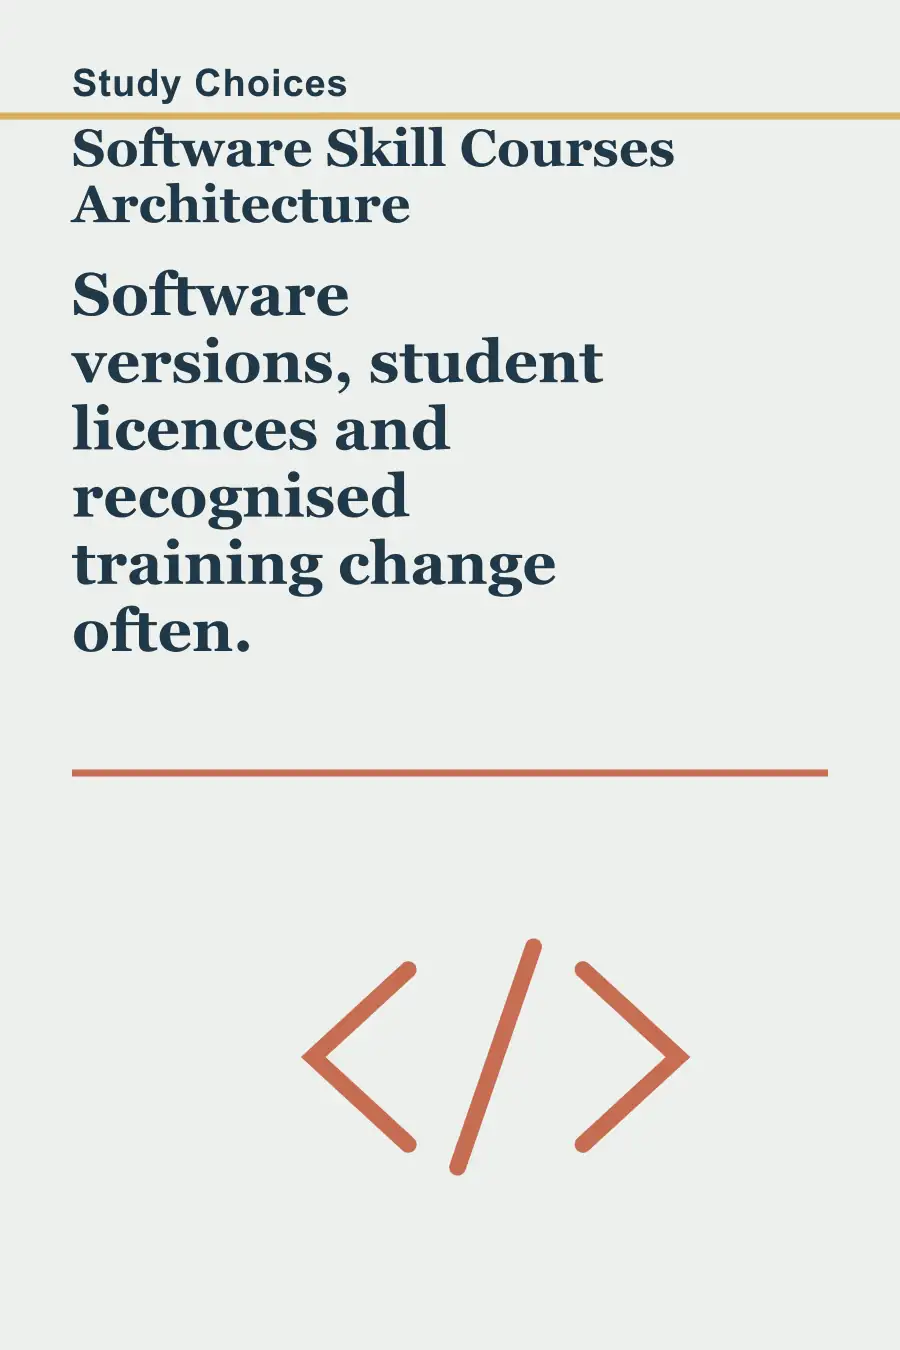 Study Choices
Software Skill Courses
Architecture
Software
versions, student
licences and
recognised
training change
often.